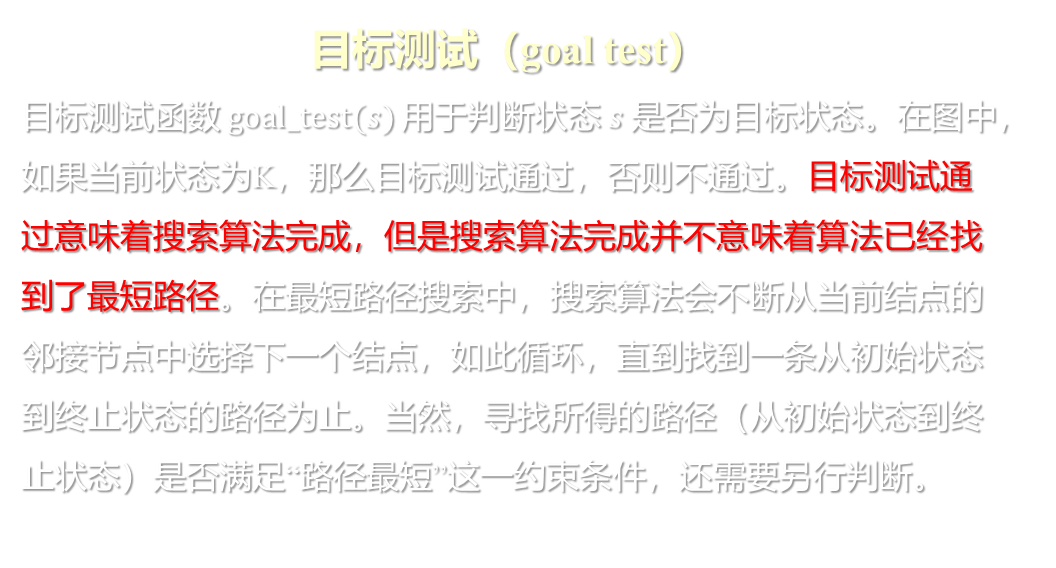 目标测试（goal test）
目标测试函数 goal_test(s) 用于判断状态 s 是否为目标状态。在图中，
如果当前状态为K，那么目标测试通过，否则不通过。目标测试通
过意味着搜索算法完成，但是搜索算法完成并不意味着算法已经找
到了最短路径。在最短路径搜索中，搜索算法会不断从当前结点的
邻接节点中选择下一个结点，如此循环，直到找到一条从初始状态
到终止状态的路径为止。当然，寻找所得的路径（从初始状态到终
止状态）是否满足“路径最短”这一约束条件，还需要另行判断。